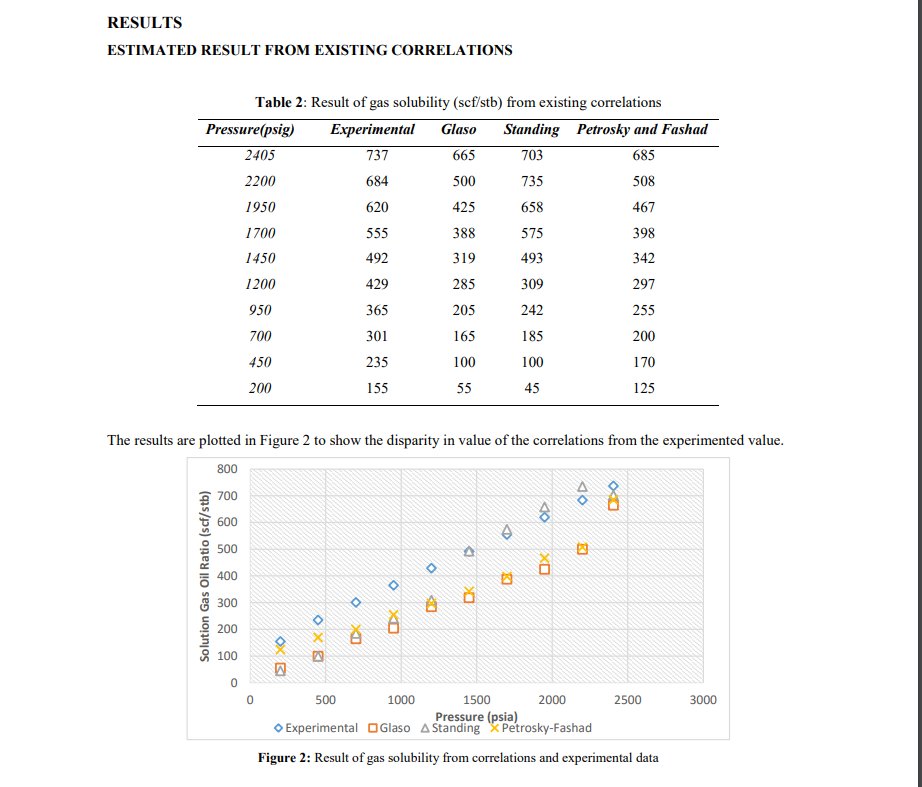 RESULTS
ESTIMATED RESULT FROM EXISTING CORRELATIONS
Table 2: Result of gas solubility (scf/stb) from existing correlations
Pressure(psig) Experimental Glaso Standing Petrosky and Fashad
2405 737 665 703 685
2200 684 500 735 508
1950 620 425 658 467
1700 555 388 575 398
1450 492 319 493 342
1200 429 285 309 297
950 365 205 242 255
700 301 165 185 200
450 235 100 100 170
200 155 55 45 125
The results are plotted in Figure 2 to show the disparity in value of the correlations from the experimented value.
800
700
600
500
400
300
200
100
0
Solution Gas Oil Ratio (scf/stb)
0 500 1000 1500 2000 2500 3000
Pressure (psia)
Experimental Glaso Standing Petrosky-Fashad
Figure 2: Result of gas solubility from correlations and experimental data